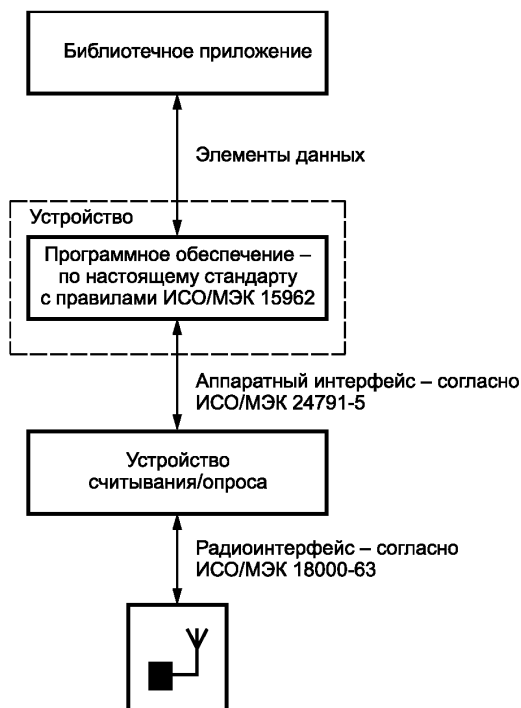 Библиотечное приложение
Элементы данных
Устройство
Программное обеспечение –
по настоящему стандарту
с правилами ИСО/МЭК 15962
Аппаратный интерфейс – согласно
ИСО/МЭК 24791-5
Устройство
считывания/опроса
Радиоинтерфейс – согласно
ИСО/МЭК 18000-63